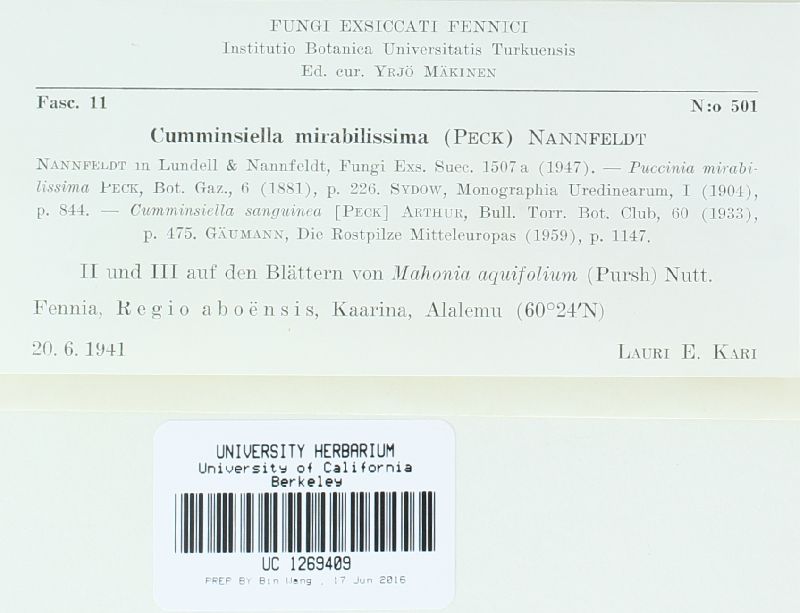 FUNGI EXSICCATI FENNICI
Institutio Botanica Universitatis Turkuensis
Ed. cur. YRJÖ MÄKINEN
Fasc. 11 N:o 501
Cumminsiella mirabilissima (PECK) NANNFELDT
NANNFELDT in Lundell & Nannfeldt, Fungi Exs. Suec. 1507a (1947). — Puccinia mirabi-
lissima PECK, Bot. Gaz., 6 (1881), p. 226. SYDOW, Monographia Uredinearum, I (1904),
p. 844. — Cumminsiella sanguinea [PECK] ARTHUR, Bull. Torr. Bot. Club, 60 (1933),
p. 475. GÄUMANN, Die Rostpilze Mitteleuropas (1959), p. 1147.
II und III auf den Blättern von Mahonia aquifolium (Pursh) Nutt.
Fennia, Regio aboënsis, Kaarina, Alalemu (60°24′N)
20. 6. 1941 LAURI E. KARI
UNIVERSITY HERBARIUM
University of California
Berkeley
UC 1269409
PREP BY Bin Wang , 17 Jun 2016